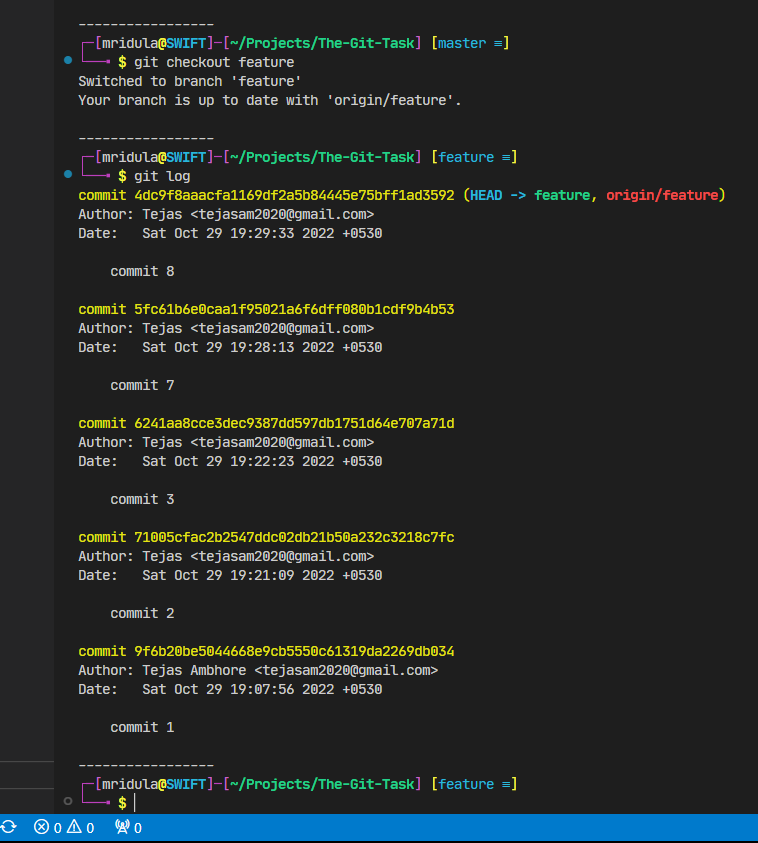 -----------------
┌─[mridula@SWIFT]─[~/Projects/The-Git-Task] [master ≡]
└──╼ $ git checkout feature
Switched to branch 'feature'
Your branch is up to date with 'origin/feature'.
-----------------
┌─[mridula@SWIFT]─[~/Projects/The-Git-Task] [feature ≡]
└──╼ $ git log
commit 4dc9f8aaacfa1169df2a5b84445e75bff1ad3592 (HEAD -> feature, origin/feature)
Author: Tejas <tejasam2020@gmail.com>
Date:   Sat Oct 29 19:29:33 2022 +0530
    commit 8
commit 5fc61b6e0caa1f95021a6f6dff080b1cdf9b4b53
Author: Tejas <tejasam2020@gmail.com>
Date:   Sat Oct 29 19:28:13 2022 +0530
    commit 7
commit 6241aa8cce3dec9387dd597db1751d64e707a71d
Author: Tejas <tejasam2020@gmail.com>
Date:   Sat Oct 29 19:22:23 2022 +0530
    commit 3
commit 71005cfac2b2547ddc02db21b50a232c3218c7fc
Author: Tejas <tejasam2020@gmail.com>
Date:   Sat Oct 29 19:21:09 2022 +0530
    commit 2
commit 9f6b20be5044668e9cb5550c61319da2269db034
Author: Tejas Ambhore <tejasam2020@gmail.com>
Date:   Sat Oct 29 19:07:56 2022 +0530
    commit 1
-----------------
┌─[mridula@SWIFT]─[~/Projects/The-Git-Task] [feature ≡]
└──╼ $
0 0 0